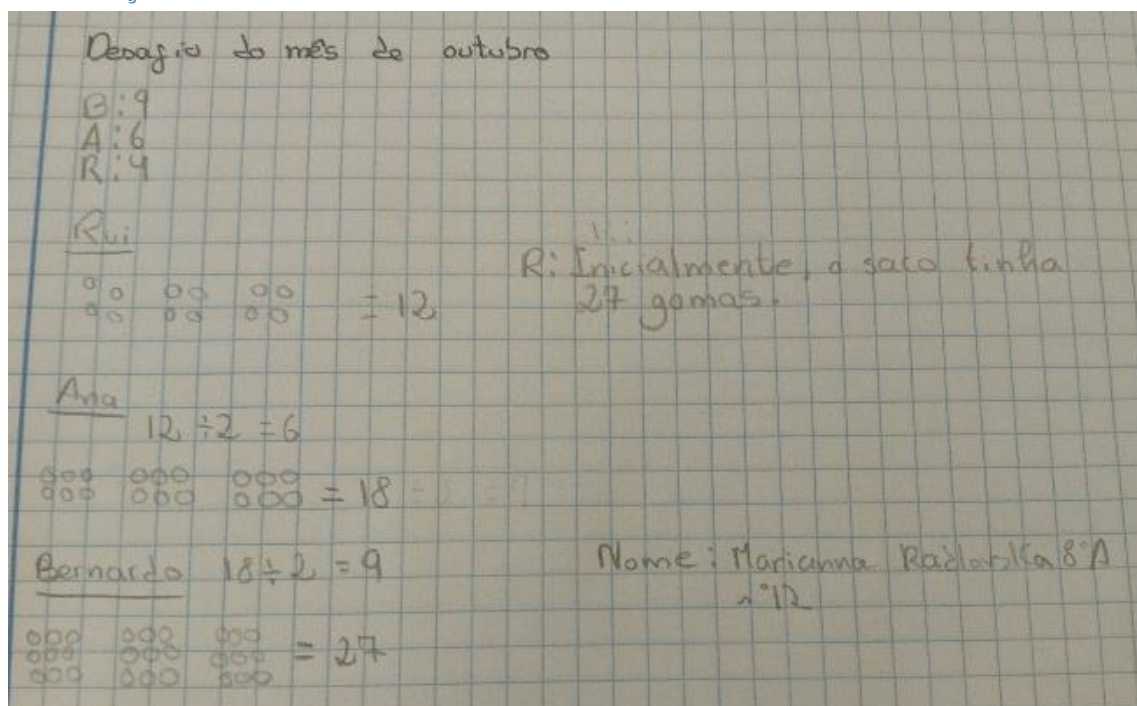 Desafio do mês de outubro
B: 9
A: 6
R: 4
Rui
= 12
R: Inicialmente, o saco tinha
27 gomas.
Ana
12 ÷ 2 = 6
= 18
Bernardo 18 ÷ 2 = 9
= 27
Nome: Marianna 8ºA
nº12